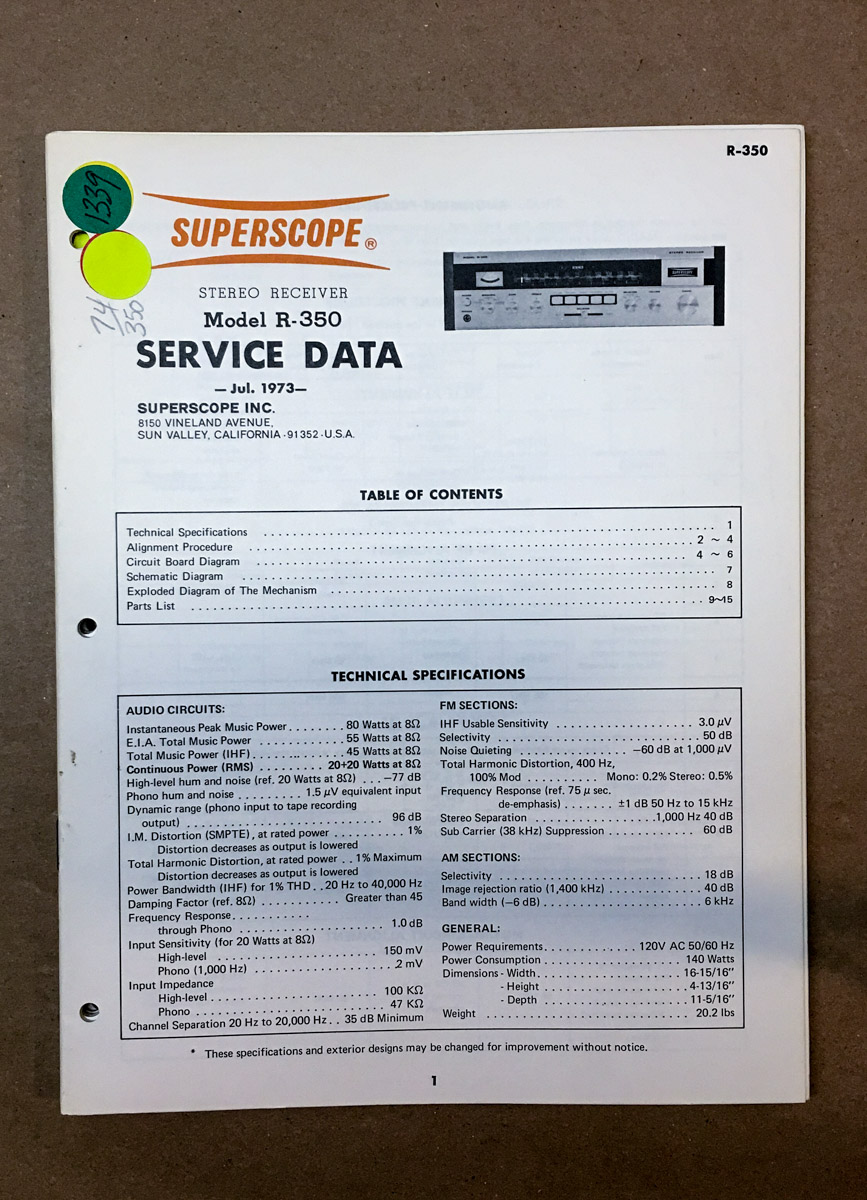 R-350
1339
74
350
SUPERSCOPE®
STEREO RECEIVER
Model R-350
SERVICE DATA
— Jul. 1973—
SUPERSCOPE INC.
8150 VINELAND AVENUE,
SUN VALLEY, CALIFORNIA · 91352 · U.S.A.
TABLE OF CONTENTS
Technical Specifications . . . . . . . . . . 1
Alignment Procedure . . . . . . . . . . 2 ~ 4
Circuit Board Diagram . . . . . . . . . . 4 ~ 6
Schematic Diagram . . . . . . . . . . 7
Exploded Diagram of The Mechanism . . . . . . . . . . 8
Parts List . . . . . . . . . . 9~15
TECHNICAL SPECIFICATIONS
AUDIO CIRCUITS:
Instantaneous Peak Music Power . . . . . . . . 80 Watts at 8Ω
E.I.A. Total Music Power . . . . . . . . . . . 55 Watts at 8Ω
Total Music Power (IHF) . . . . . . . . . . . 45 Watts at 8Ω
Continuous Power (RMS) . . . . . . . . . 20+20 Watts at 8Ω
High-level hum and noise (ref. 20 Watts at 8Ω) . . . −77 dB
Phono hum and noise . . . . . . . . . 1.5 μV equivalent input
Dynamic range (phono input to tape recording
output) . . . . . . . . . . 96 dB
I.M. Distortion (SMPTE), at rated power . . . . . . . . . . 1%
Distortion decreases as output is lowered
Total Harmonic Distortion, at rated power . . 1% Maximum
Distortion decreases as output is lowered
Power Bandwidth (IHF) for 1% THD . . 20 Hz to 40,000 Hz
Damping Factor (ref. 8Ω) . . . . . . . . . . . Greater than 45
Frequency Response . . . . . . . . . . .
through Phono . . . . . . . . . . 1.0 dB
Input Sensitivity (for 20 Watts at 8Ω)
High-level . . . . . . . . . . 150 mV
Phono (1,000 Hz) . . . . . . . . . . .2 mV
Input Impedance
High-level . . . . . . . . . . 100 KΩ
Phono . . . . . . . . . . 47 KΩ
Channel Separation 20 Hz to 20,000 Hz . . 35 dB Minimum
FM SECTIONS:
IHF Usable Sensitivity . . . . . . . . . . 3.0 μV
Selectivity . . . . . . . . . . 50 dB
Noise Quieting . . . . . . . . . . −60 dB at 1,000 μV
Total Harmonic Distortion, 400 Hz,
100% Mod . . . . . . . . . . Mono: 0.2% Stereo: 0.5%
Frequency Response (ref. 75 μ sec.
de-emphasis) . . . . . . . ±1 dB 50 Hz to 15 kHz
Stereo Separation . . . . . . . . . . 1,000 Hz 40 dB
Sub Carrier (38 kHz) Suppression . . . . . . . . . . 60 dB
AM SECTIONS:
Selectivity . . . . . . . . . . 18 dB
Image rejection ratio (1,400 kHz) . . . . . . . . . . 40 dB
Band width (−6 dB) . . . . . . . . . . 6 kHz
GENERAL:
Power Requirements . . . . . . . . . . 120V AC 50/60 Hz
Power Consumption . . . . . . . . . . 140 Watts
Dimensions - Width . . . . . . . . . . 16-15/16"
- Height . . . . . . . . . . 4-13/16"
- Depth . . . . . . . . . . 11-5/16"
Weight . . . . . . . . . . 20.2 lbs
* These specifications and exterior designs may be changed for improvement without notice.
1